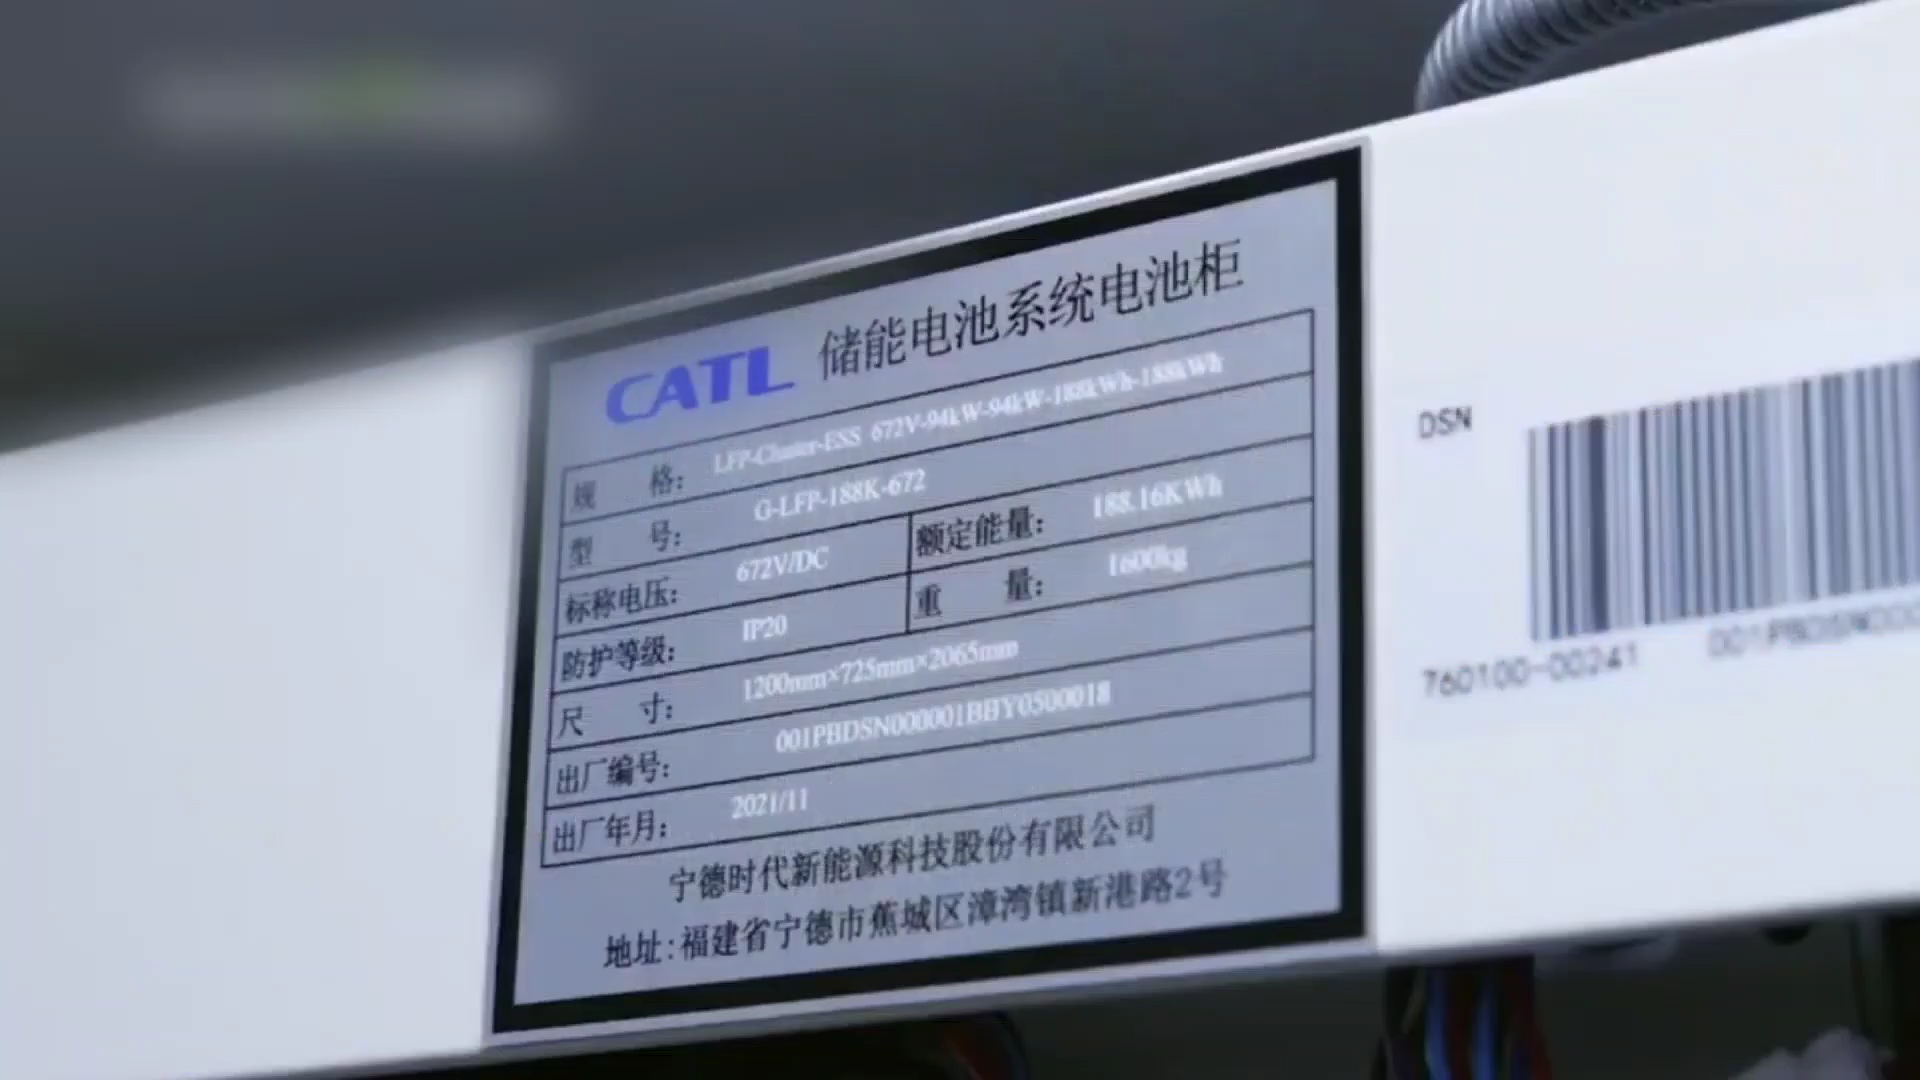 CATL 储能电池系统电池柜
规 格： LFP-Cluster-ESS 672V-94kW-94kW-188kWh-188kWh
型 号： G-LFP-188K-672
标称电压： 672V/DC 额定能量： 188.16KWh
防护等级： IP20 重 量： 1600kg
尺 寸： 1200mm×725mm×2065mm
出厂编号： 001PBDSN000001BBY0500018
出厂年月： 2021/11
宁德时代新能源科技股份有限公司
地址：福建省宁德市蕉城区漳湾镇新港路2号
DSN
760100-00241